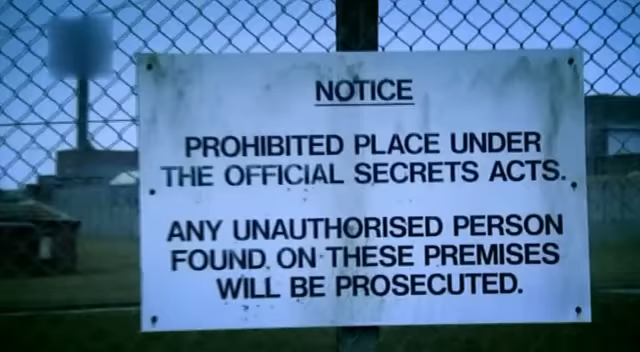 NOTICE
PROHIBITED PLACE UNDER
THE OFFICIAL SECRETS ACTS.
ANY UNAUTHORISED PERSON
FOUND ON THESE PREMISES
WILL BE PROSECUTED.